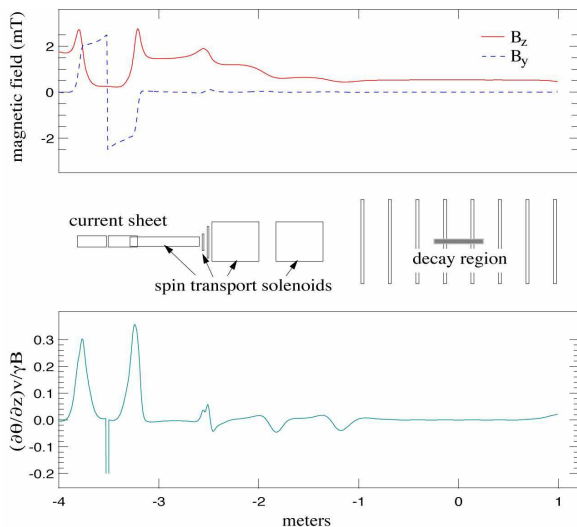 magnetic field (mT)
2
0
-2
B_z
B_y
current sheet
decay region
spin transport solenoids
(∂θ/∂z)v/γB
0.3
0.2
0.1
0.0
-0.1
-0.2
-4 -3 -2 -1 0 1
meters